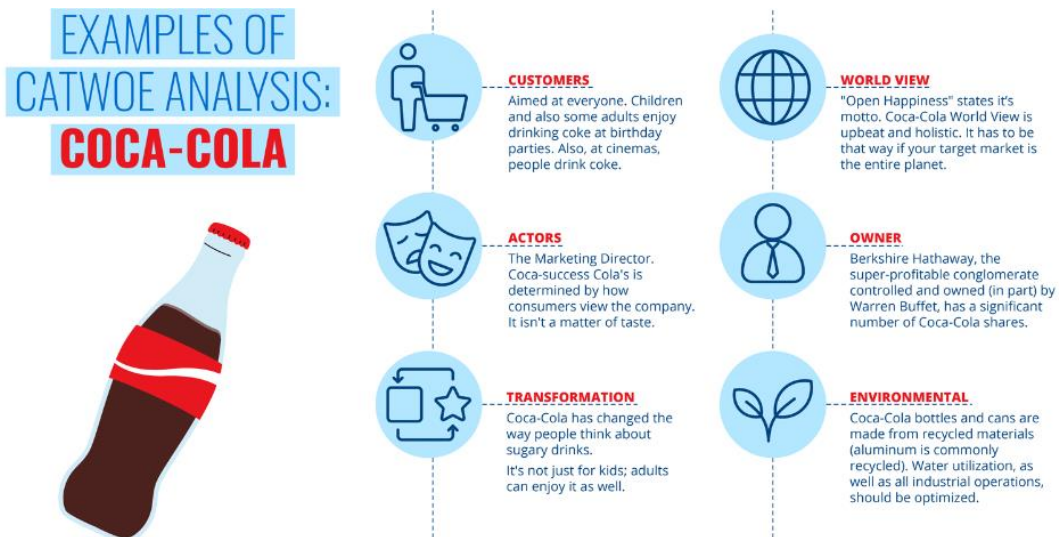 EXAMPLES OF
CATWOE ANALYSIS:
COCA-COLA
CUSTOMERS
Aimed at everyone. Children
and also some adults enjoy
drinking coke at birthday
parties. Also, at cinemas,
people drink coke.
ACTORS
The Marketing Director.
Coca-success Cola's is
determined by how
consumers view the company.
It isn't a matter of taste.
TRANSFORMATION
Coca-Cola has changed the
way people think about
sugary drinks.
It's not just for kids; adults
can enjoy it as well.
WORLD VIEW
"Open Happiness" states it's
motto. Coca-Cola World View is
upbeat and holistic. It has to be
that way if your target market is
the entire planet.
OWNER
Berkshire Hathaway, the
super-profitable conglomerate
controlled and owned (in part) by
Warren Buffet, has a significant
number of Coca-Cola shares.
ENVIRONMENTAL
Coca-Cola bottles and cans are
made from recycled materials
(aluminum is commonly
recycled). Water utilization, as
well as all industrial operations,
should be optimized.